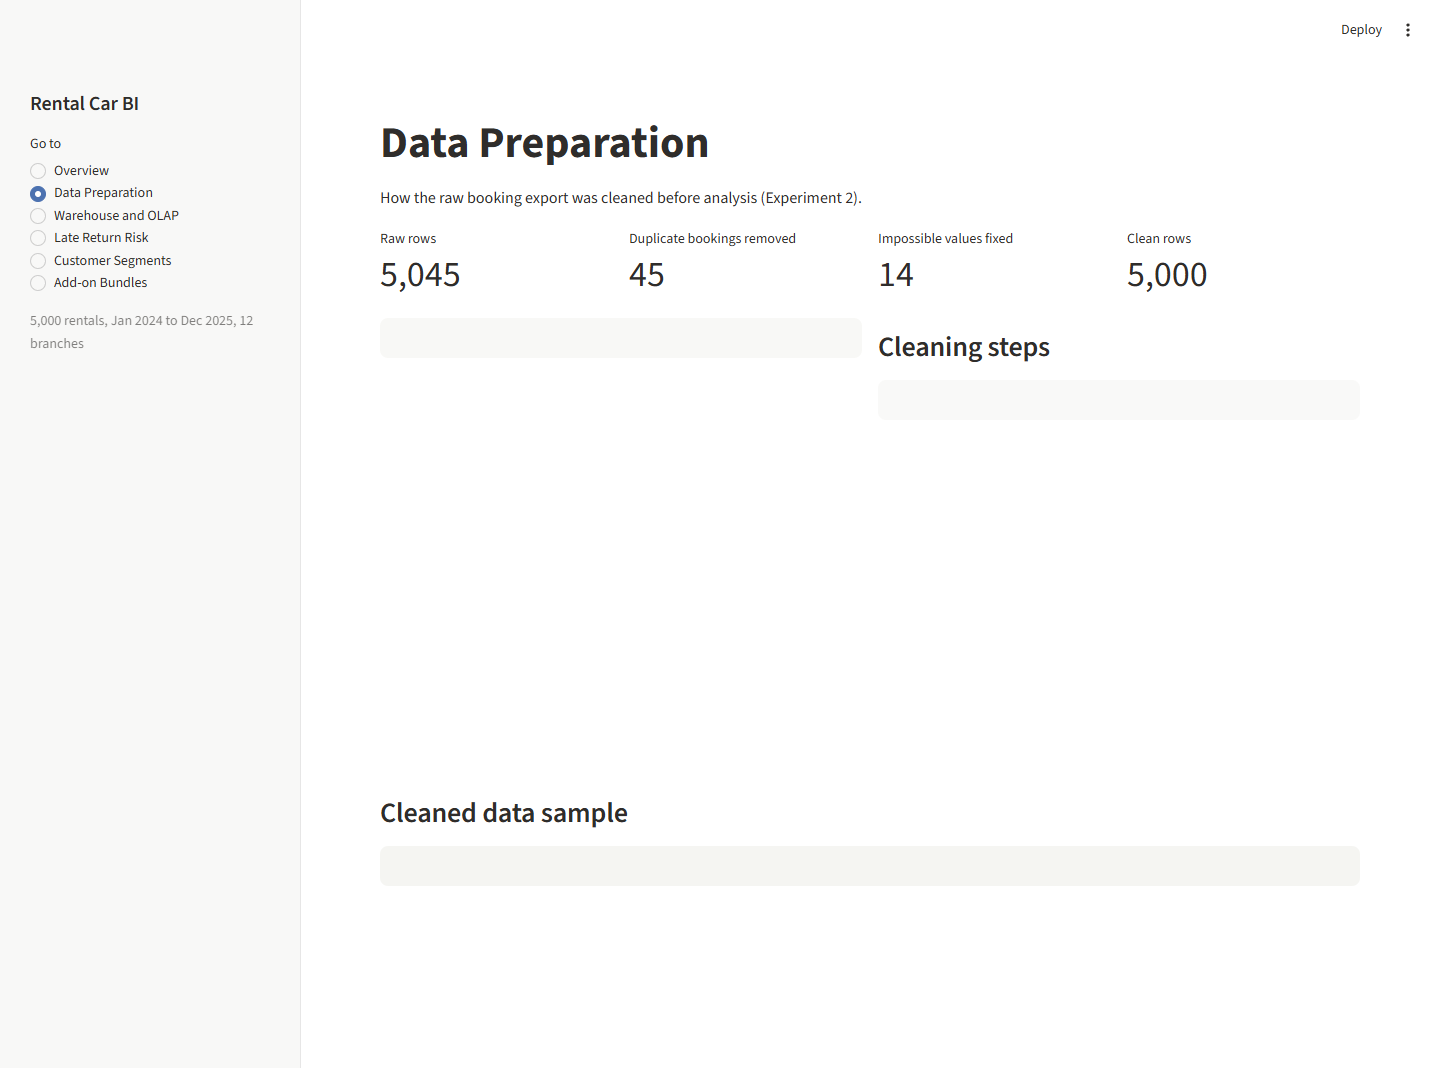 Deploy
Rental Car BI
Go to
Overview
Data Preparation
Warehouse and OLAP
Late Return Risk
Customer Segments
Add-on Bundles
5,000 rentals, Jan 2024 to Dec 2025, 12
branches
Data Preparation
How the raw booking export was cleaned before analysis (Experiment 2).
Raw rows
5,045
Duplicate bookings removed
45
Impossible values fixed
14
Clean rows
5,000
Cleaning steps
Cleaned data sample